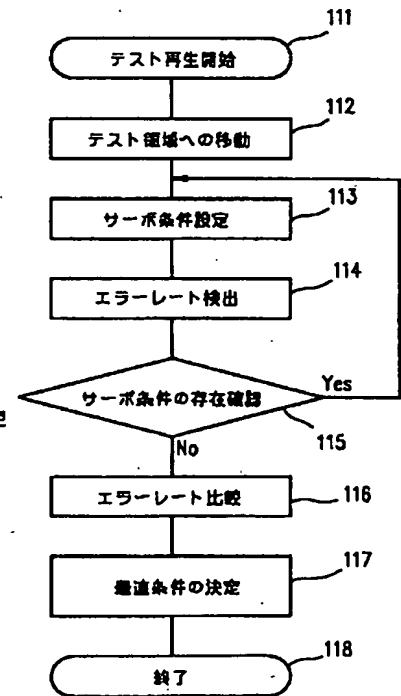 111
テスト再生開始
112
テスト領域への移動
113
サーボ条件設定
114
エラーレート検出
サーボ条件の存在確認
Yes
115
No
エラーレート比較
116
117
最適条件の決定
118
終了